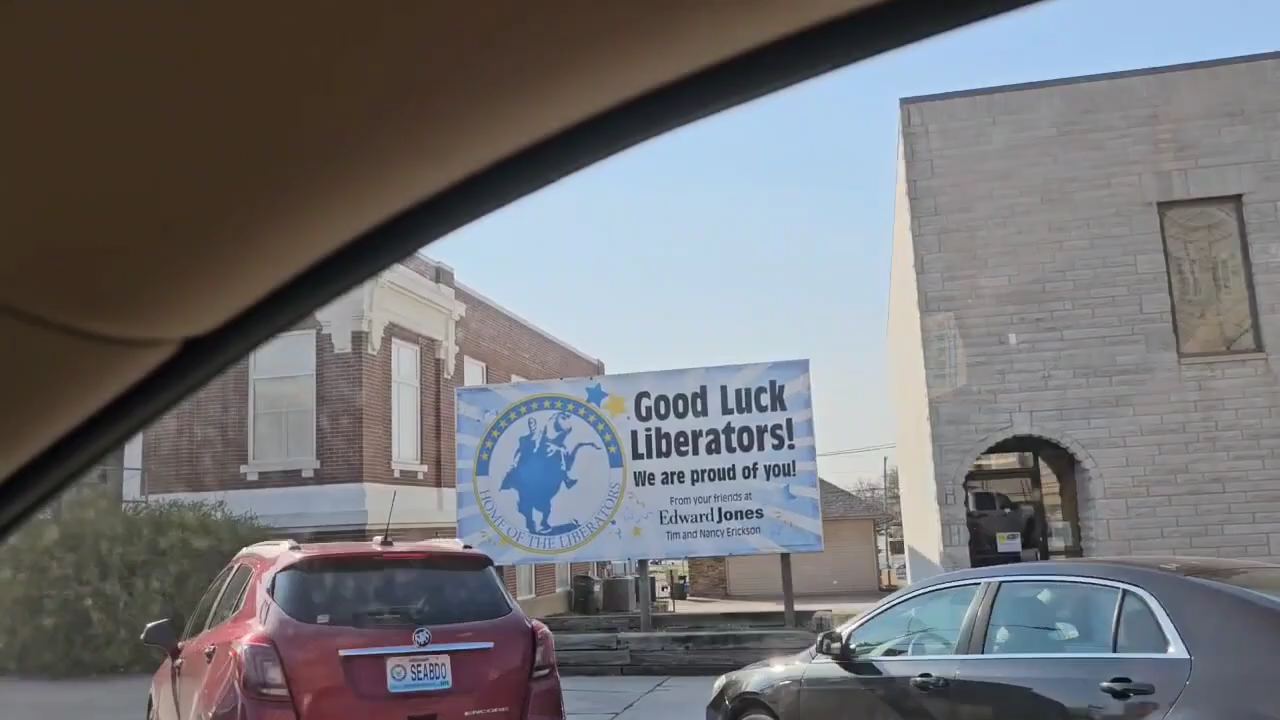 Good Luck
Liberators!
We are proud of you!
From your friends at
Edward Jones
Tim and Nancy Erickson
HOME OF THE LIBERATORS
SEABDO
ENCORE